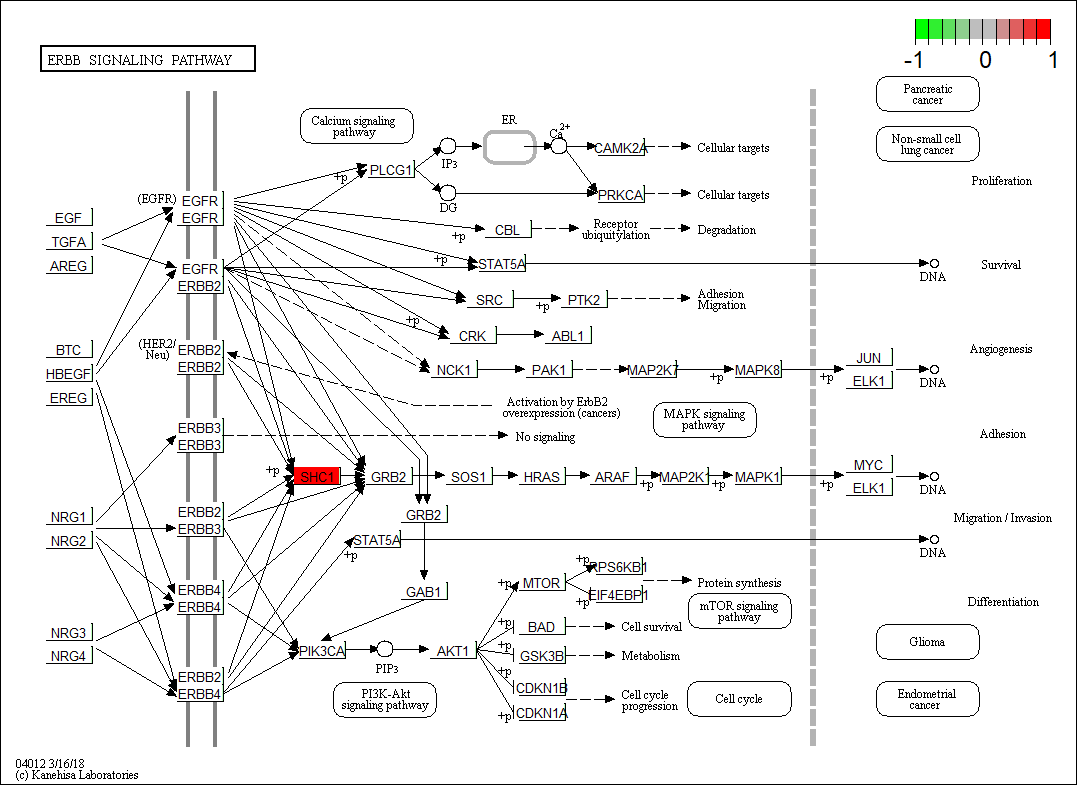 ERBB SIGNALING PATHWAY
-1 0 1
Pancreatic
cancer
Non-small cell
lung cancer
Calcium signaling
pathway
ER
Ca2+
IP3
DG
PLCG1
+p
CAMK2A
Cellular targets
PRKCA
Cellular targets
Proliferation
(EGFR)
EGFR
EGFR
EGF
TGFA
AREG
CBL
+p
Receptor
ubiquitylation
Degradation
EGFR
ERBB2
STAT5A
+p
DNA
Survival
SRC
+p
PTK2
Adhesion
Migration
+p
CRK
ABL1
(HER2/
Neu)
ERBB2
ERBB2
BTC
HBEGF
EREG
NCK1
PAK1
MAP2K7
+p
MAPK8
+p
JUN
ELK1
DNA
Angiogenesis
Activation by ErbB2
overexpression (cancers)
MAPK signaling
pathway
ERBB3
ERBB3
No signaling
Adhesion
+p
SHC1
GRB2
SOS1
HRAS
ARAF
+p
MAP2K1
+p
MAPK1
+p
MYC
ELK1
DNA
NRG1
NRG2
ERBB2
ERBB3
GRB2
Migration / Invasion
STAT5A
+p
DNA
ERBB4
ERBB4
GAB1
+p
MTOR
+p
RPS6KB1
+p
EIF4EBP1
Protein synthesis
mTOR signaling
pathway
Differentiation
NRG3
NRG4
+p
BAD
Cell survival
Glioma
PIK3CA
PIP3
AKT1
+p
GSK3B
Metabolism
ERBB2
ERBB4
PI3K-Akt
signaling pathway
+p
CDKN1B
+p
CDKN1A
Cell cycle
progression
Cell cycle
Endometrial
cancer
04012 3/16/18
(c) Kanehisa Laboratories